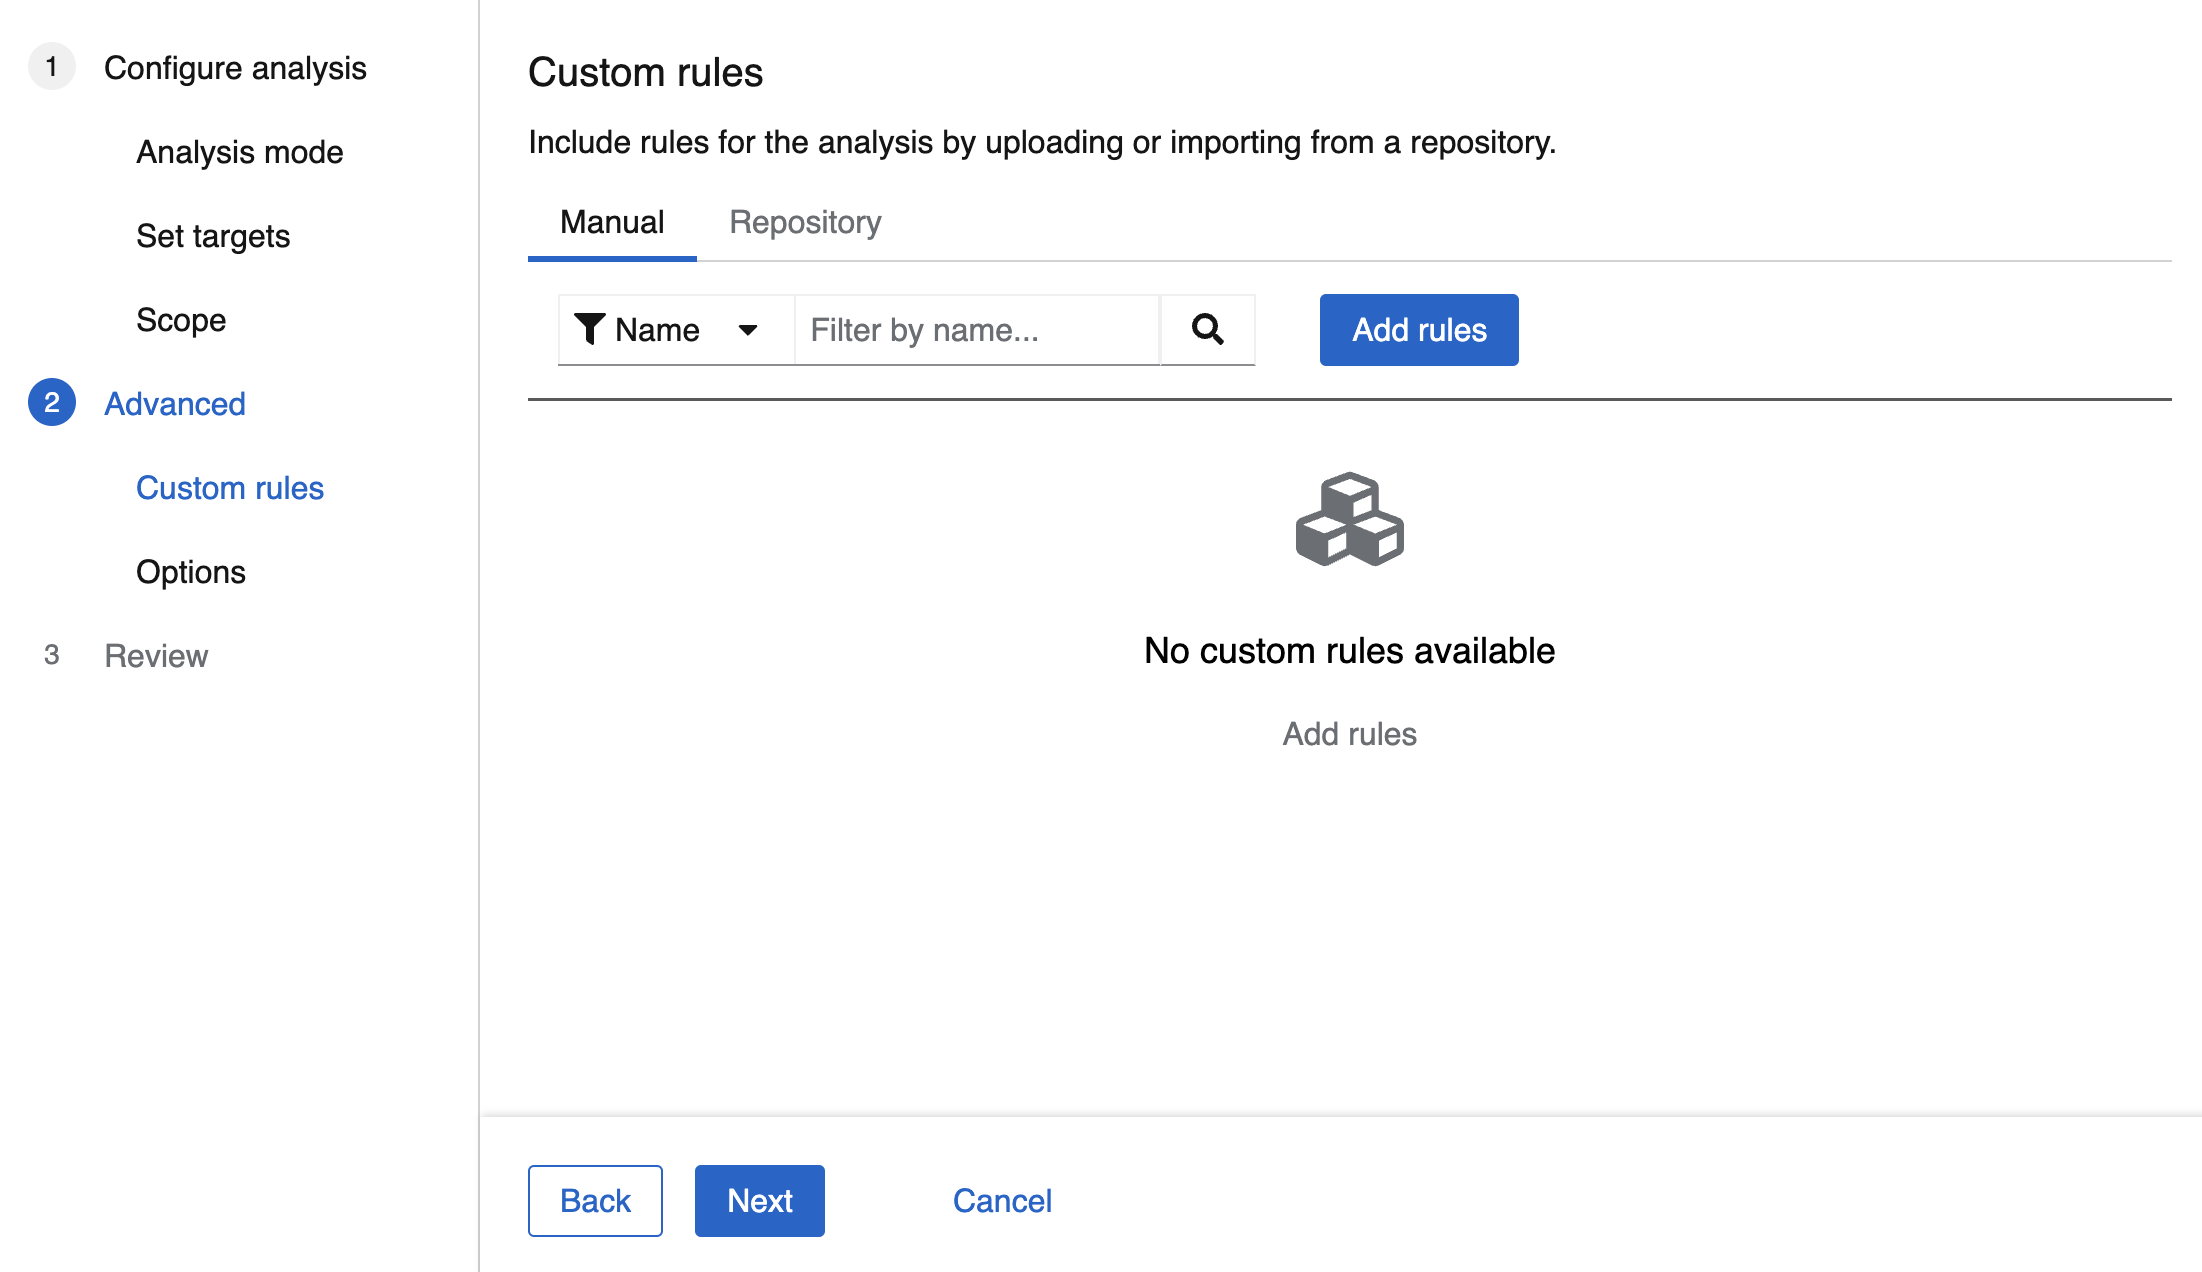 1 Configure analysis
Analysis mode
Set targets
Scope
2 Advanced
Custom rules
Options
3 Review
Custom rules
Include rules for the analysis by uploading or importing from a repository.
Manual Repository
Name Filter by name... Add rules
No custom rules available
Add rules
Back Next Cancel